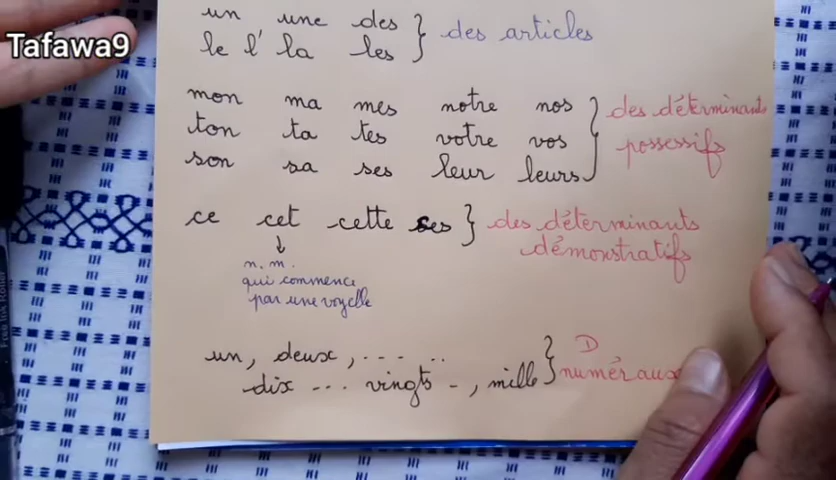 Tafawa9
un une des
le l' la les } des articles
mon ma mes notre nos
ton ta tes votre vos } des déterminants possessifs
son sa ses leur leurs
ce cet cette ces } des déterminants démonstratifs
↓
n. m.
qui commence
par une voyelle
un, deux, ---- ..
dix --- vingts -, mille } D numéraux